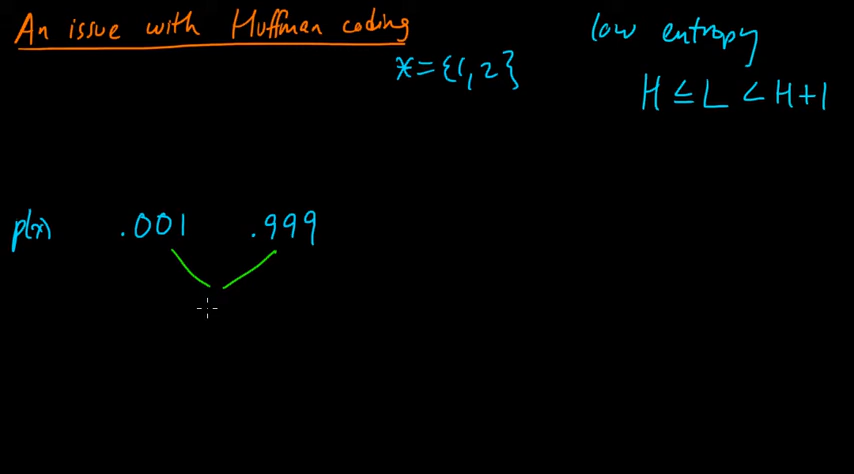 An issue with Huffman coding
low entropy
X = {1, 2}
H ≤ L < H + 1
p(x) .001 .999